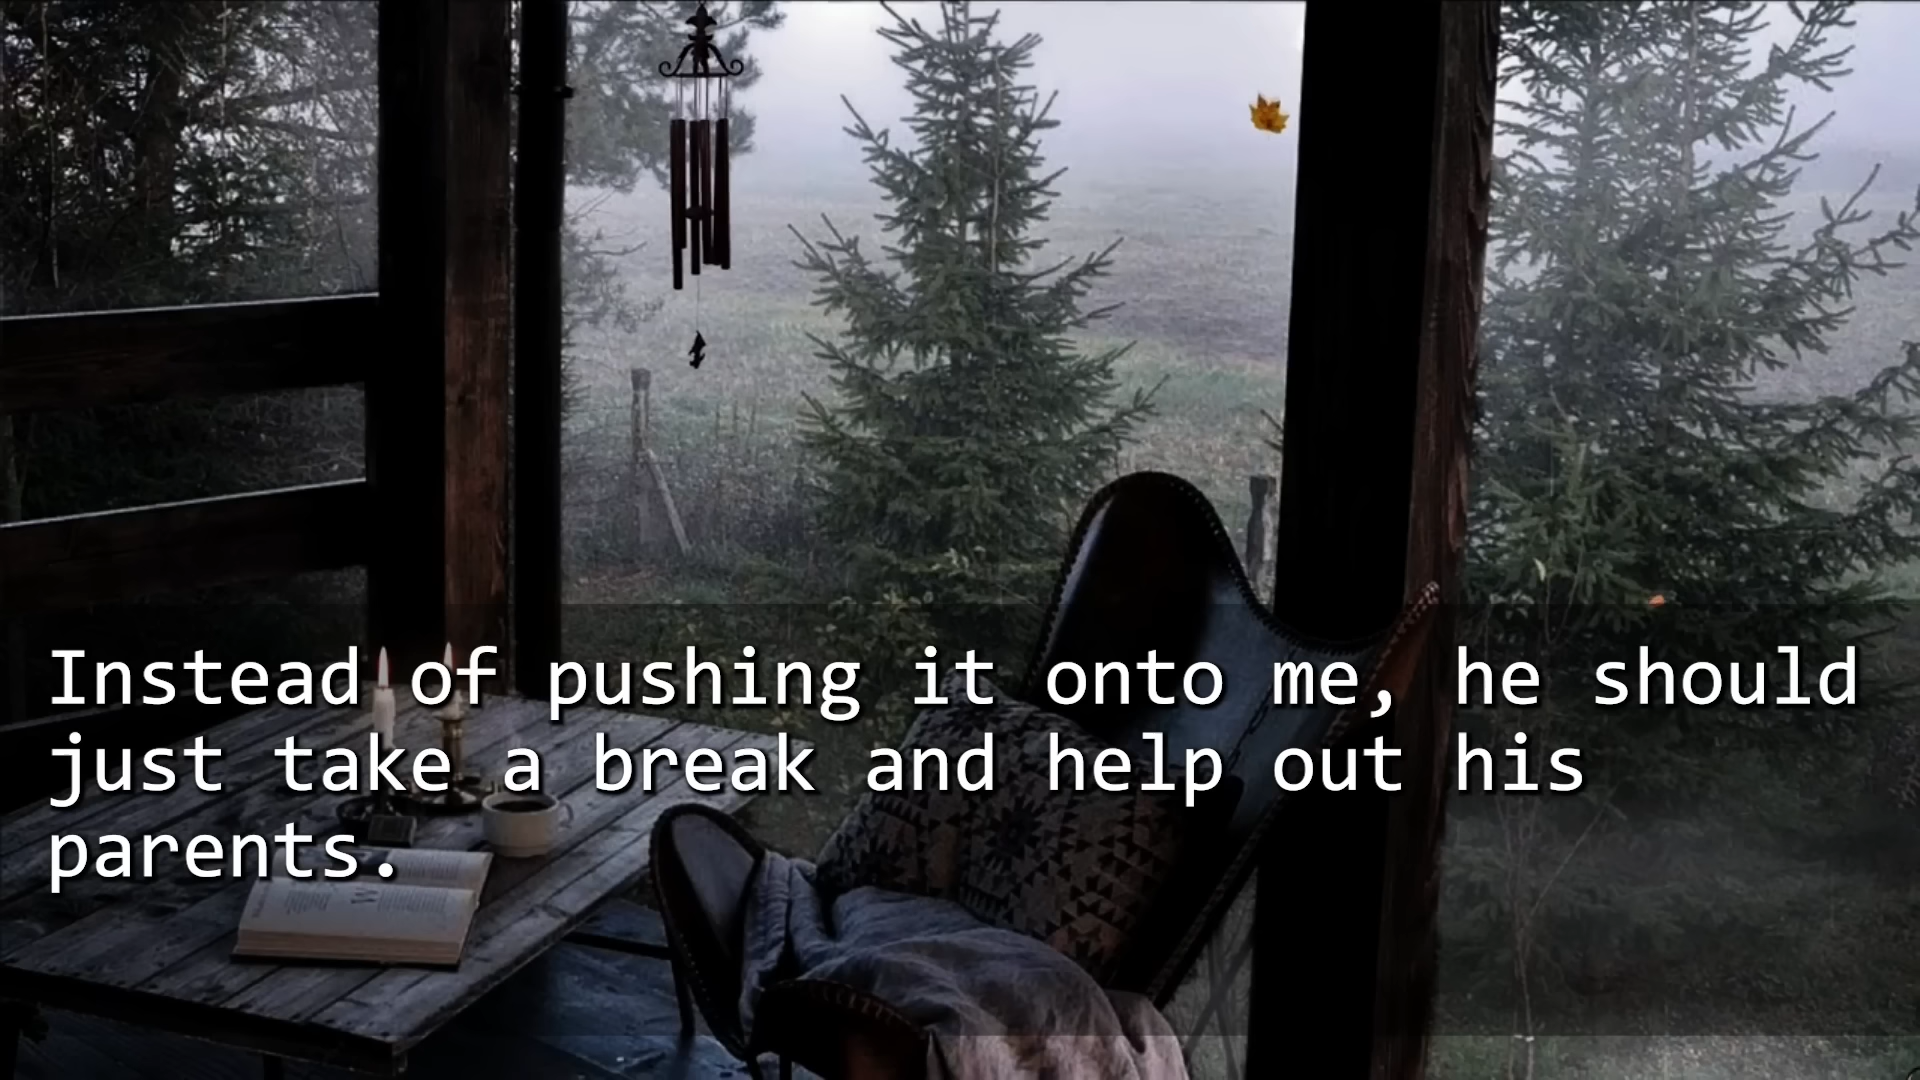 Instead of pushing it onto me, he should
just take a break and help out his
parents.
W